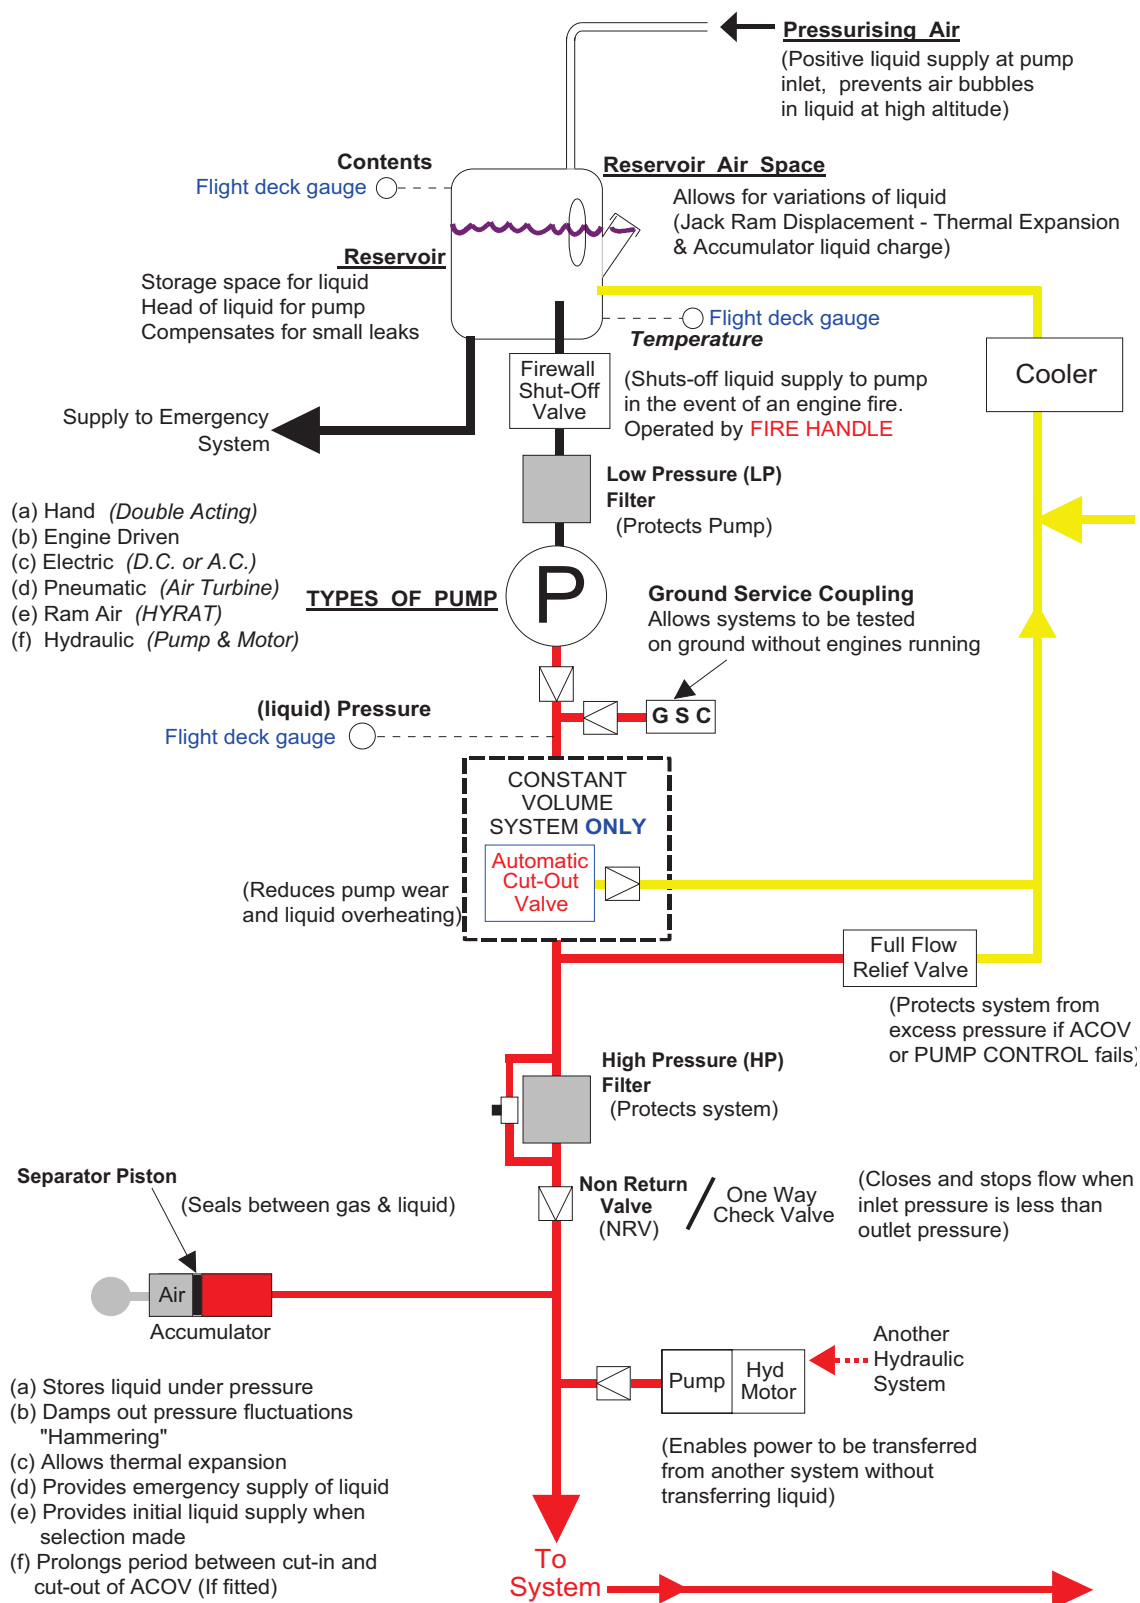 Pressurising Air
(Positive liquid supply at pump
inlet, prevents air bubbles
in liquid at high altitude)
Contents
Flight deck gauge
Reservoir Air Space
Allows for variations of liquid
(Jack Ram Displacement - Thermal Expansion
& Accumulator liquid charge)
Reservoir
Storage space for liquid
Head of liquid for pump
Compensates for small leaks
Flight deck gauge
Temperature
Cooler
Firewall
Shut-Off
Valve
(Shuts-off liquid supply to pump
in the event of an engine fire.
Operated by FIRE HANDLE
Supply to Emergency
System
Low Pressure (LP)
Filter
(Protects Pump)
(a) Hand (Double Acting)
(b) Engine Driven
(c) Electric (D.C. or A.C.)
(d) Pneumatic (Air Turbine)
(e) Ram Air (HYRAT)
(f) Hydraulic (Pump & Motor)
TYPES OF PUMP
P
Ground Service Coupling
Allows systems to be tested
on ground without engines running
G S C
(liquid) Pressure
Flight deck gauge
CONSTANT
VOLUME
SYSTEM ONLY
Automatic
Cut-Out
Valve
(Reduces pump wear
and liquid overheating)
Full Flow
Relief Valve
(Protects system from
excess pressure if ACOV
or PUMP CONTROL fails)
High Pressure (HP)
Filter
(Protects system)
Separator Piston
(Seals between gas & liquid)
Non Return
Valve
(NRV)
One Way
Check Valve
(Closes and stops flow when
inlet pressure is less than
outlet pressure)
Air
Accumulator
Pump
Hyd
Motor
Another
Hydraulic
System
(a) Stores liquid under pressure
(b) Damps out pressure fluctuations
"Hammering"
(c) Allows thermal expansion
(d) Provides emergency supply of liquid
(e) Provides initial liquid supply when
selection made
(f) Prolongs period between cut-in and
cut-out of ACOV (If fitted)
(Enables power to be transferred
from another system without
transferring liquid)
To
System